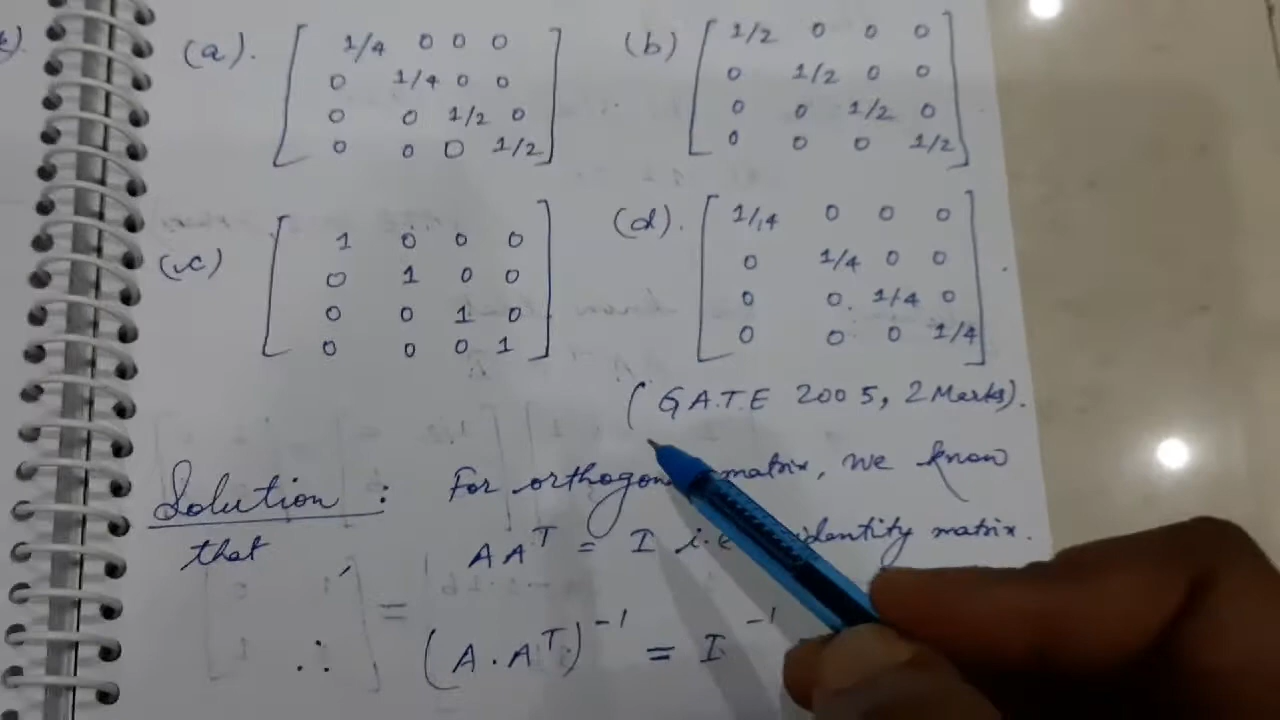 (a). [ 1/4 0 0 0 (b) [ 1/2 0 0 0
0 1/4 0 0 0 1/2 0 0
0 0 1/2 0 0 0 1/2 0
0 0 0 1/2 ] 0 0 0 1/2 ]
(c) [ 1 0 0 0 (d). [ 1/4 0 0 0
0 1 0 0 0 1/4 0 0
0 0 1 0 0 0 1/4 0
0 0 0 1 ] 0 0 0 1/4 ]
(GATE 2005, 2 Marks).
Solution : For matrix, we know
that, A A^T = I i.e identity matrix.
∴ (A.A^T)^-1 = I^-1